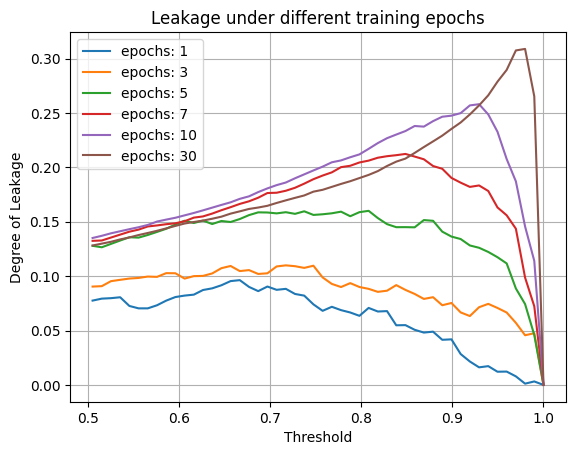 Leakage under different training epochs
epochs: 1
epochs: 3
epochs: 5
epochs: 7
epochs: 10
epochs: 30
Degree of Leakage
0.30
0.25
0.20
0.15
0.10
0.05
0.00
0.5 0.6 0.7 0.8 0.9 1.0
Threshold